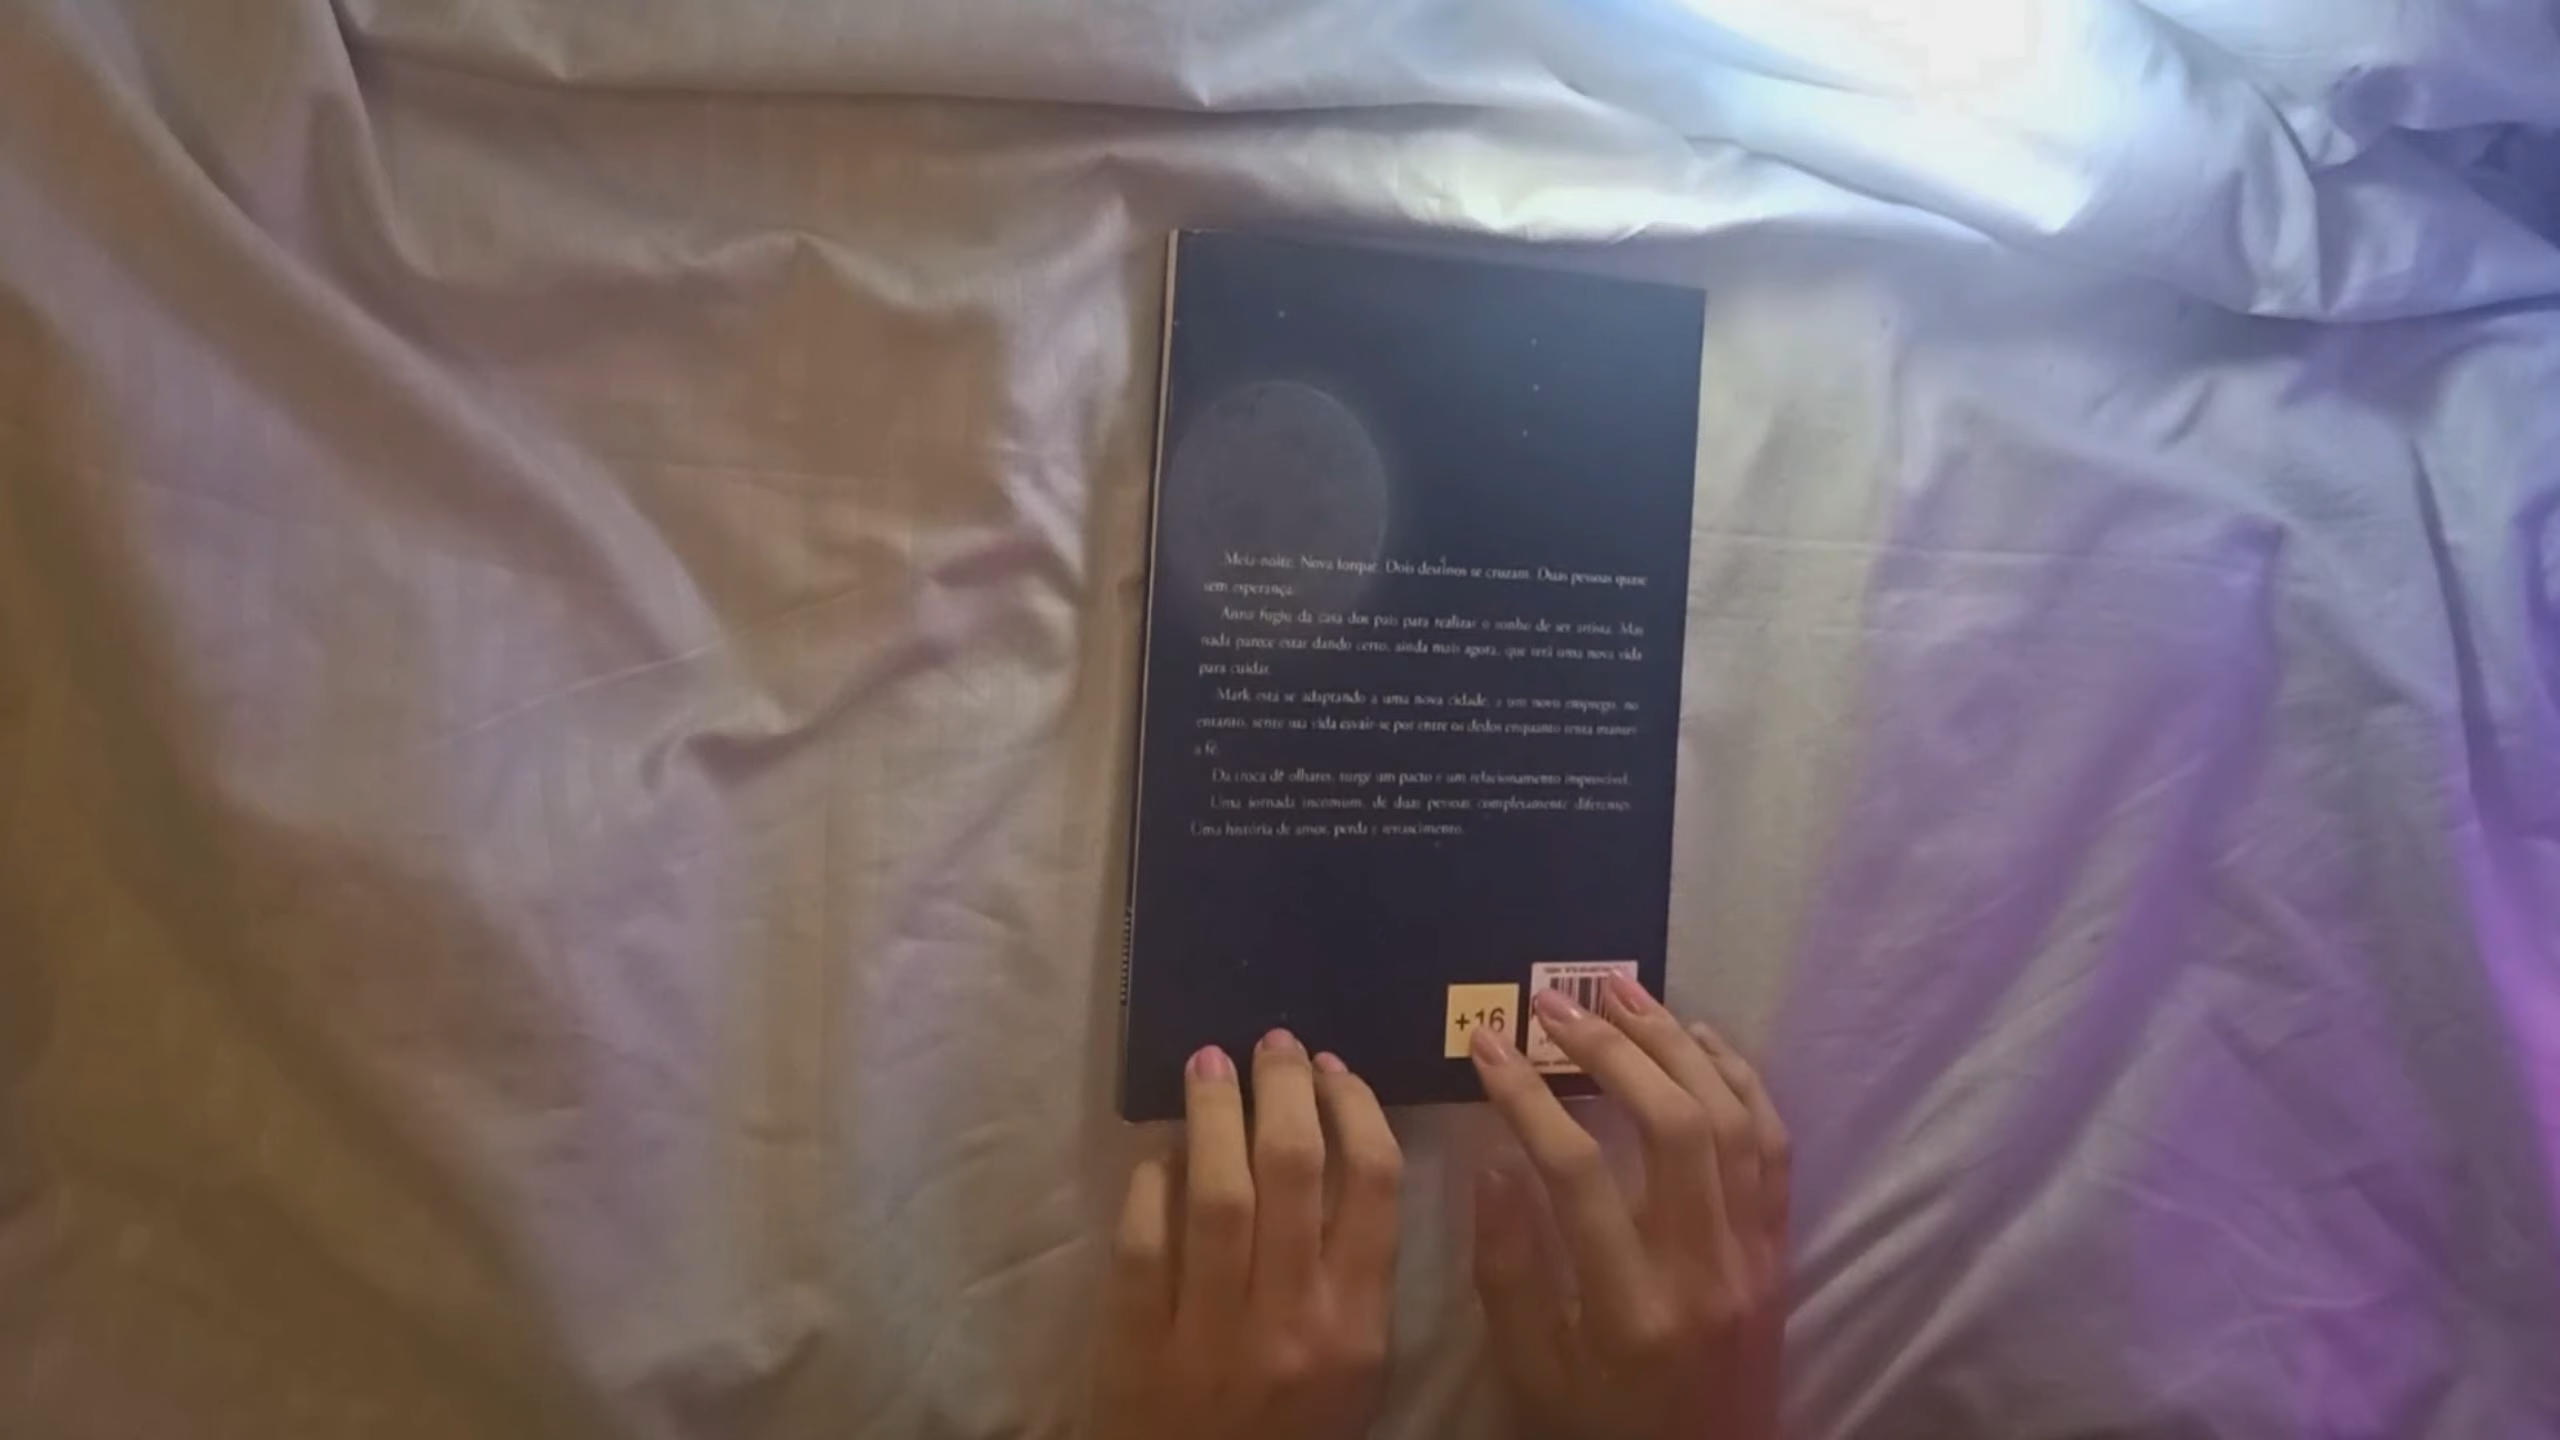 Meia-noite. Nova Iorque. Dois destinos se cruzam. Duas pessoas quase
sem esperança.
Anna fugiu da casa dos pais para realizar o sonho de ser artista. Mas
nada parece estar dando certo, ainda mais agora, que terá uma nova vida
para cuidar.
Mark está se adaptando a uma nova cidade, a um novo emprego, no
entanto, sente sua vida esvair-se por entre os dedos enquanto tenta manter
a fé.
Da troca de olhares, surge um pacto e um relacionamento improvável.
Uma jornada incomum, de duas pessoas completamente diferentes.
Uma história de amor, perda e renascimento.
+16